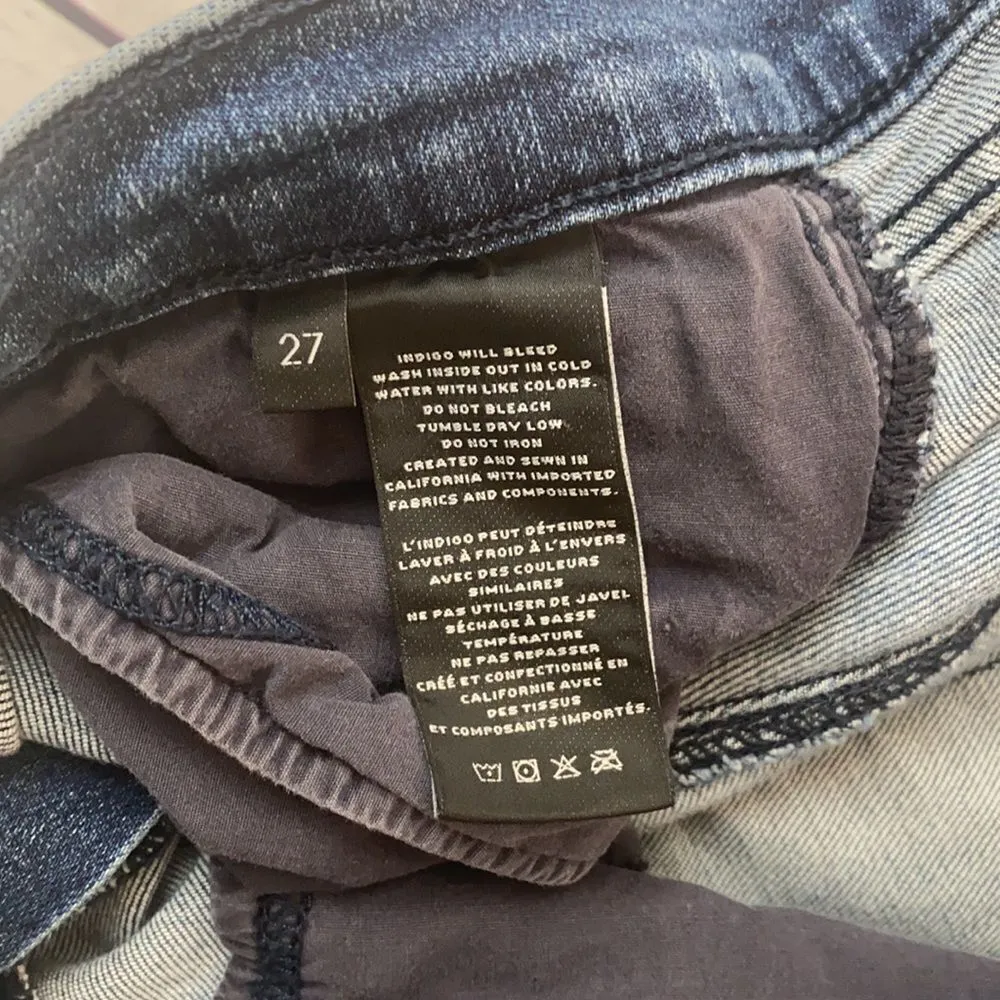 27
INDIGO WILL BLEED
WASH INSIDE OUT IN COLD
WATER WITH LIKE COLORS.
DO NOT BLEACH
TUMBLE DRY LOW
DO NOT IRON
CREATED AND SEWN IN
CALIFORNIA WITH IMPORTED
FABRICS AND COMPONENTS.
L'INDIGO PEUT DÉTEINDRE
LAVER À FROID À L'ENVERS
AVEC DES COULEURS
SIMILAIRES
NE PAS UTILISER DE JAVEL
SÉCHAGE À BASSE
TEMPÉRATURE
NE PAS REPASSER
CRÉÉ ET CONFECTIONNÉ EN
CALIFORNIE AVEC
DES TISSUS
ET COMPOSANTS IMPORTÉS.